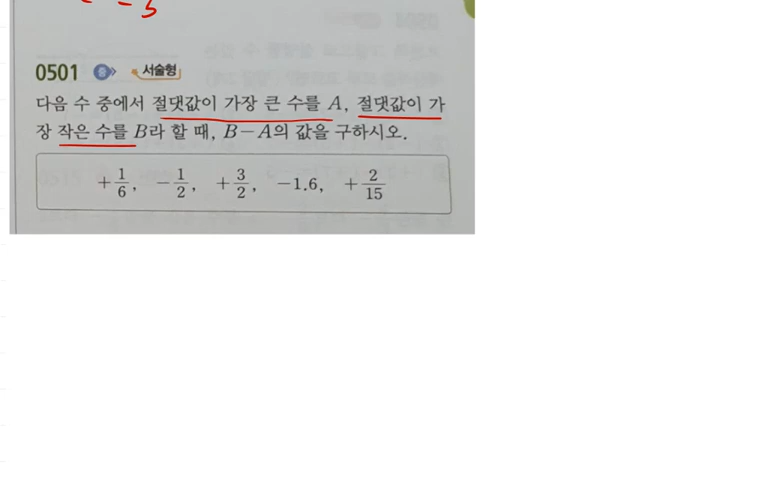 0501 중 서술형
다음 수 중에서 절댓값이 가장 큰 수를 A, 절댓값이 가
장 작은 수를 B라 할 때, B-A의 값을 구하시오.
+1/6, -1/2, +3/2, -1.6, +2/15